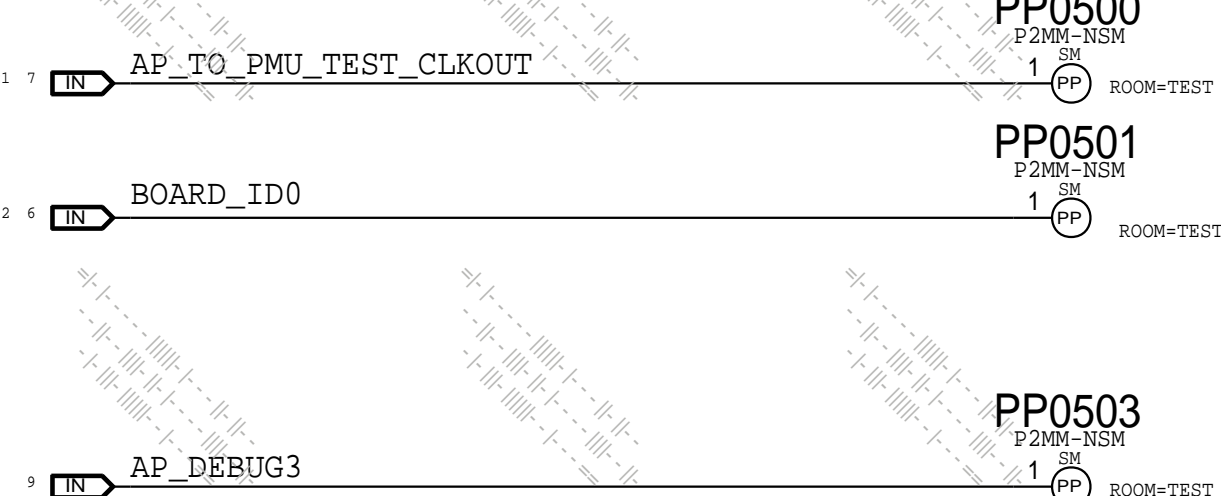 PP0500
P2MM-NSM
SM
1 7 IN AP_TO_PMU_TEST_CLKOUT 1 PP ROOM=TEST
PP0501
P2MM-NSM
SM
2 6 IN BOARD_ID0 1 PP ROOM=TEST
PP0503
P2MM-NSM
SM
9 IN AP_DEBUG3 1 PP ROOM=TEST